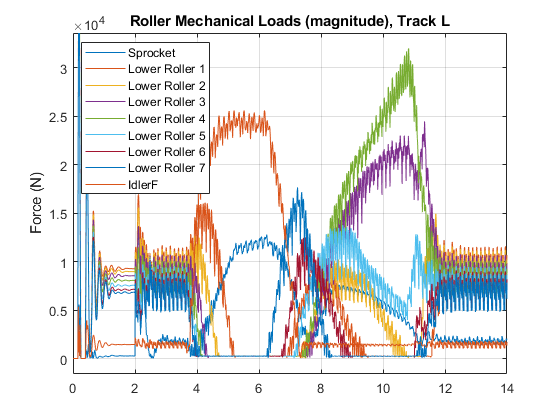 Roller Mechanical Loads (magnitude), Track L
×10⁴
Force (N)
3
2.5
2
1.5
1
0.5
0
Sprocket
Lower Roller 1
Lower Roller 2
Lower Roller 3
Lower Roller 4
Lower Roller 5
Lower Roller 6
Lower Roller 7
IdlerF
0 2 4 6 8 10 12 14